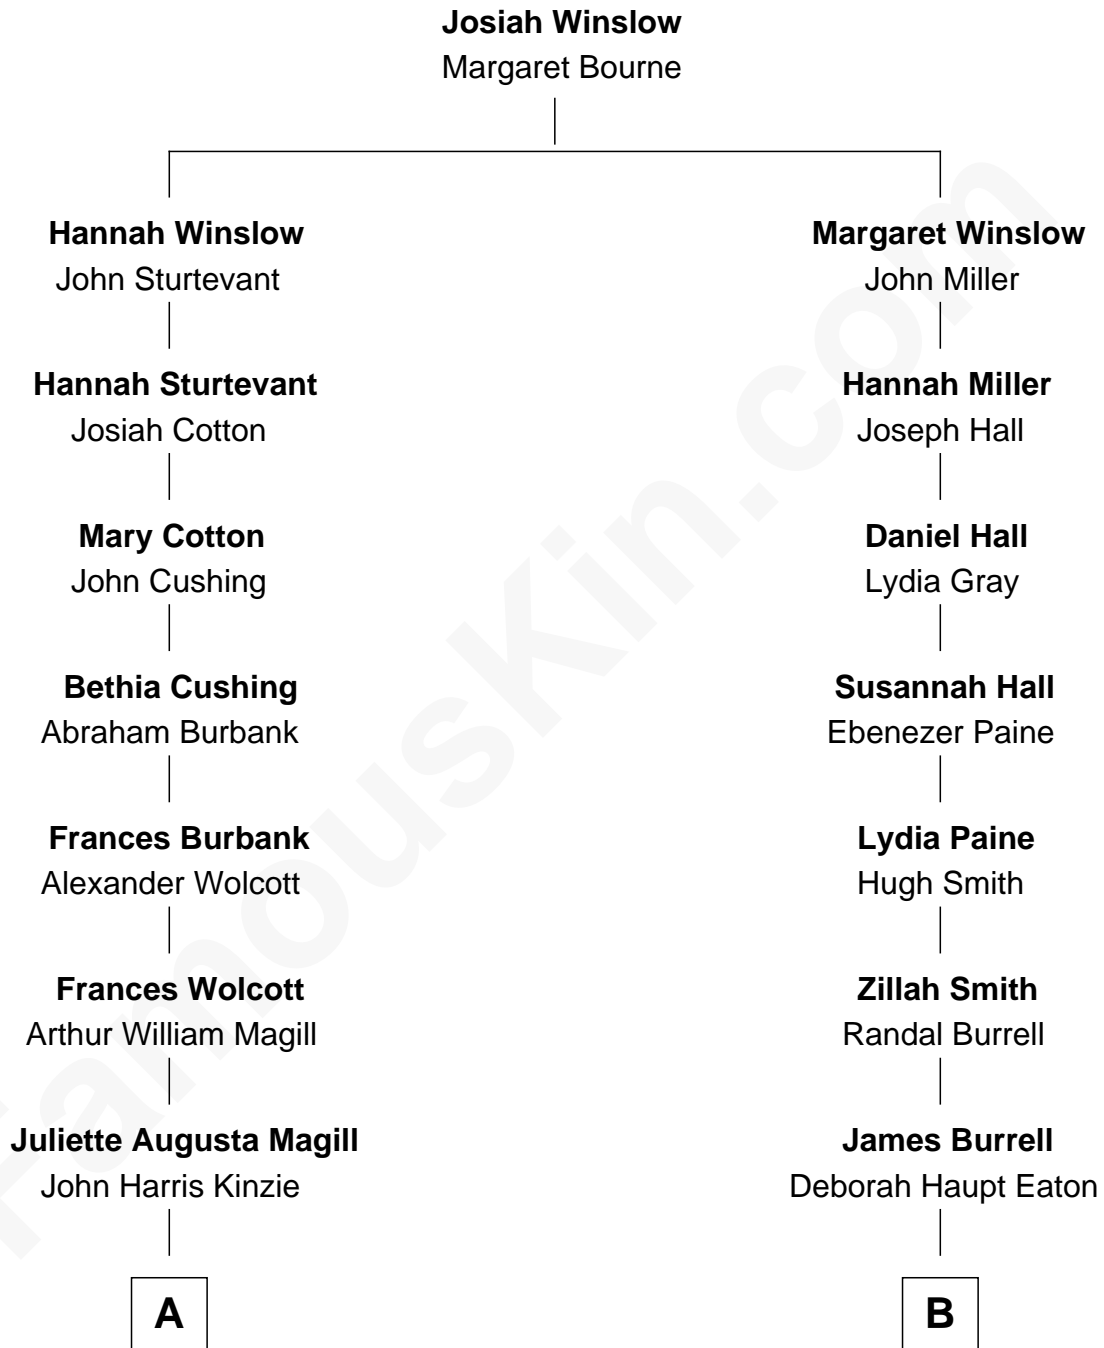 Josiah Winslow
Margaret Bourne
Hannah Winslow
John Sturtevant
Margaret Winslow
John Miller
Hannah Sturtevant
Josiah Cotton
Hannah Miller
Joseph Hall
Mary Cotton
John Cushing
Daniel Hall
Lydia Gray
Bethia Cushing
Abraham Burbank
Susannah Hall
Ebenezer Paine
Frances Burbank
Alexander Wolcott
Lydia Paine
Hugh Smith
Frances Wolcott
Arthur William Magill
Zillah Smith
Randal Burrell
Juliette Augusta Magill
John Harris Kinzie
James Burrell
Deborah Haupt Eaton
A
B
FamousKin.com